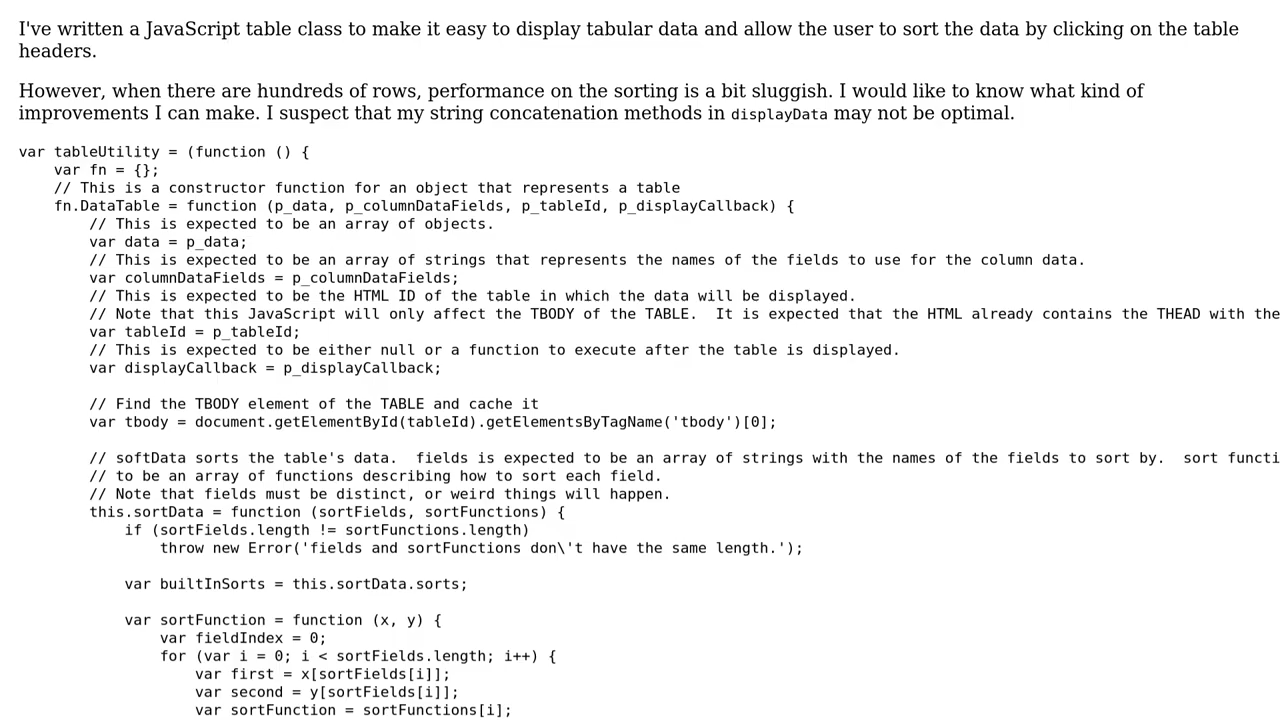 I've written a JavaScript table class to make it easy to display tabular data and allow the user to sort the data by clicking on the table
headers.
However, when there are hundreds of rows, performance on the sorting is a bit sluggish. I would like to know what kind of
improvements I can make. I suspect that my string concatenation methods in displayData may not be optimal.
var tableUtility = (function () {
    var fn = {};
    // This is a constructor function for an object that represents a table
    fn.DataTable = function (p_data, p_columnDataFields, p_tableId, p_displayCallback) {
        // This is expected to be an array of objects.
        var data = p_data;
        // This is expected to be an array of strings that represents the names of the fields to use for the column data.
        var columnDataFields = p_columnDataFields;
        // This is expected to be the HTML ID of the table in which the data will be displayed.
        // Note that this JavaScript will only affect the TBODY of the TABLE.  It is expected that the HTML already contains the THEAD with the
        var tableId = p_tableId;
        // This is expected to be either null or a function to execute after the table is displayed.
        var displayCallback = p_displayCallback;
        // Find the TBODY element of the TABLE and cache it
        var tbody = document.getElementById(tableId).getElementsByTagName('tbody')[0];
        // softData sorts the table's data.  fields is expected to be an array of strings with the names of the fields to sort by.  sort functi
        // to be an array of functions describing how to sort each field.
        // Note that fields must be distinct, or weird things will happen.
        this.sortData = function (sortFields, sortFunctions) {
            if (sortFields.length != sortFunctions.length)
                throw new Error('fields and sortFunctions don\'t have the same length.');
            var builtInSorts = this.sortData.sorts;
            var sortFunction = function (x, y) {
                var fieldIndex = 0;
                for (var i = 0; i < sortFields.length; i++) {
                    var first = x[sortFields[i]];
                    var second = y[sortFields[i]];
                    var sortFunction = sortFunctions[i];